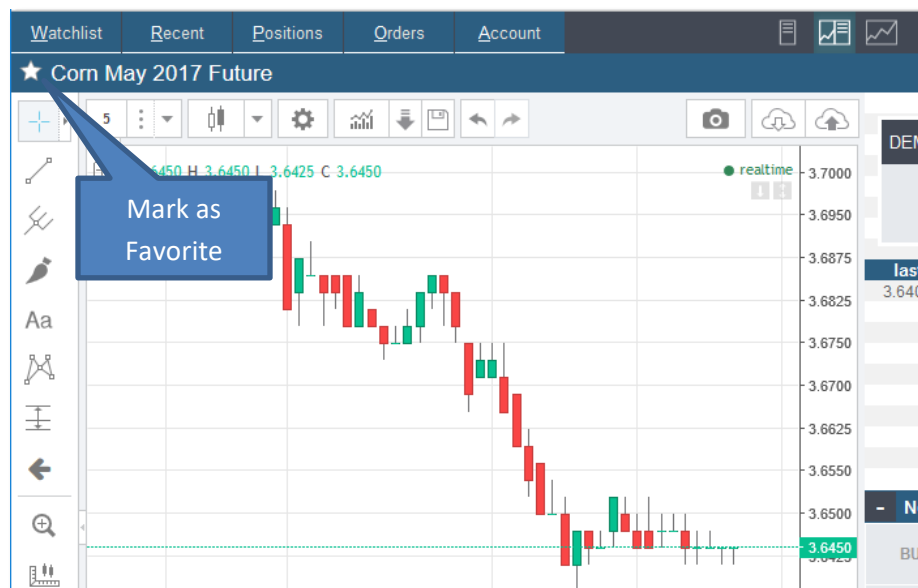 Watchlist Recent Positions Orders Account
Corn May 2017 Future
5
H 3.6450 L 3.6425 C 3.6450
realtime
Mark as
Favorite
Aa
3.7000
3.6950
3.6875
3.6825
3.6750
3.6700
3.6625
3.6550
3.6500
3.6450
3.6425